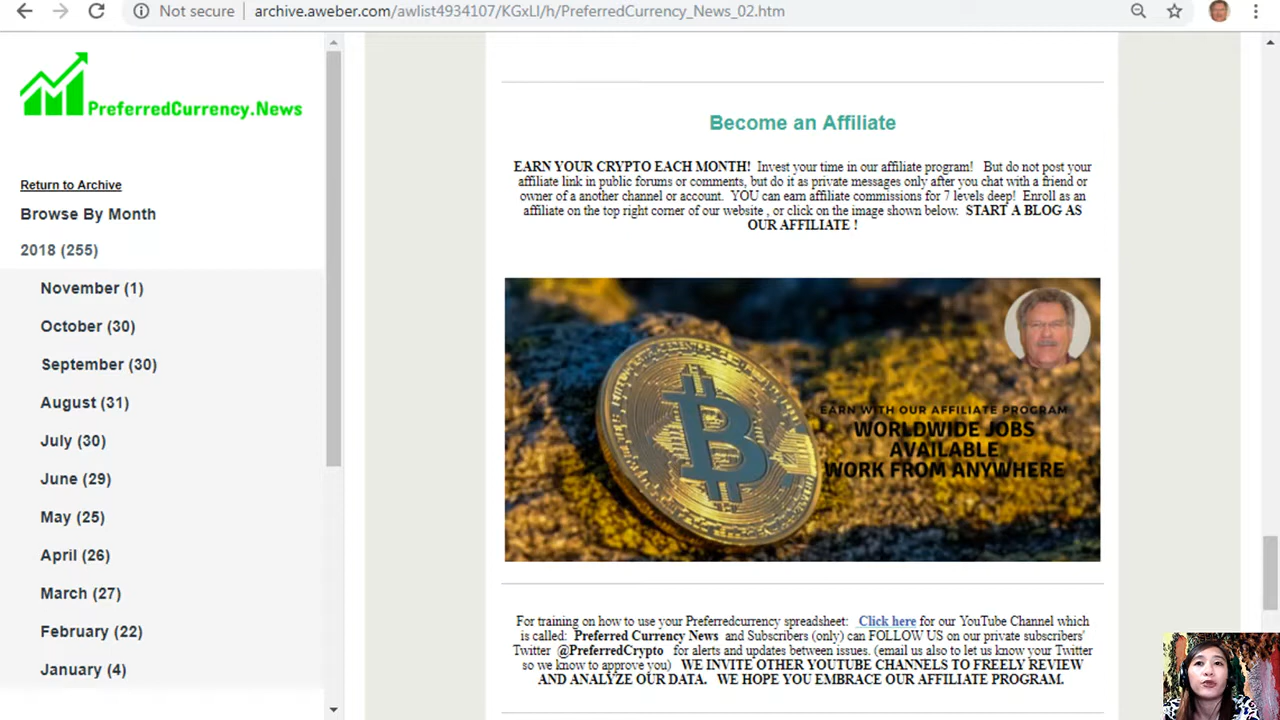 Not secure
archive.aweber.com/awlist4934107/KGxLI/h/PreferredCurrency_News_02.htm
PreferredCurrency.News
Return to Archive
Browse By Month
2018 (255)
November (1)
October (30)
September (30)
August (31)
July (30)
June (29)
May (25)
April (26)
March (27)
February (22)
January (4)
Become an Affiliate
EARN YOUR CRYPTO EACH MONTH! Invest your time in our affiliate program! But do not post your
affiliate link in public forums or comments, but do it as private messages only after you chat with a friend or
owner of a another channel or account. YOU can earn affiliate commissions for 7 levels deep! Enroll as an
affiliate on the top right corner of our website , or click on the image shown below. START A BLOG AS
OUR AFFILIATE !
EARN WITH OUR AFFILIATE PROGRAM
WORLDWIDE JOBS
AVAILABLE
WORK FROM ANYWHERE
For training on how to use your Preferredcurrency spreadsheet: Click here for our YouTube Channel which
is called: Preferred Currency News and Subscribers (only) can FOLLOW US on our private subscribers'
Twitter @PreferredCrypto for alerts and updates between issues. (email us also to let us know your Twitter
so we know to approve you) WE INVITE OTHER YOUTUBE CHANNELS TO FREELY REVIEW
AND ANALYZE OUR DATA. WE HOPE YOU EMBRACE OUR AFFILIATE PROGRAM.